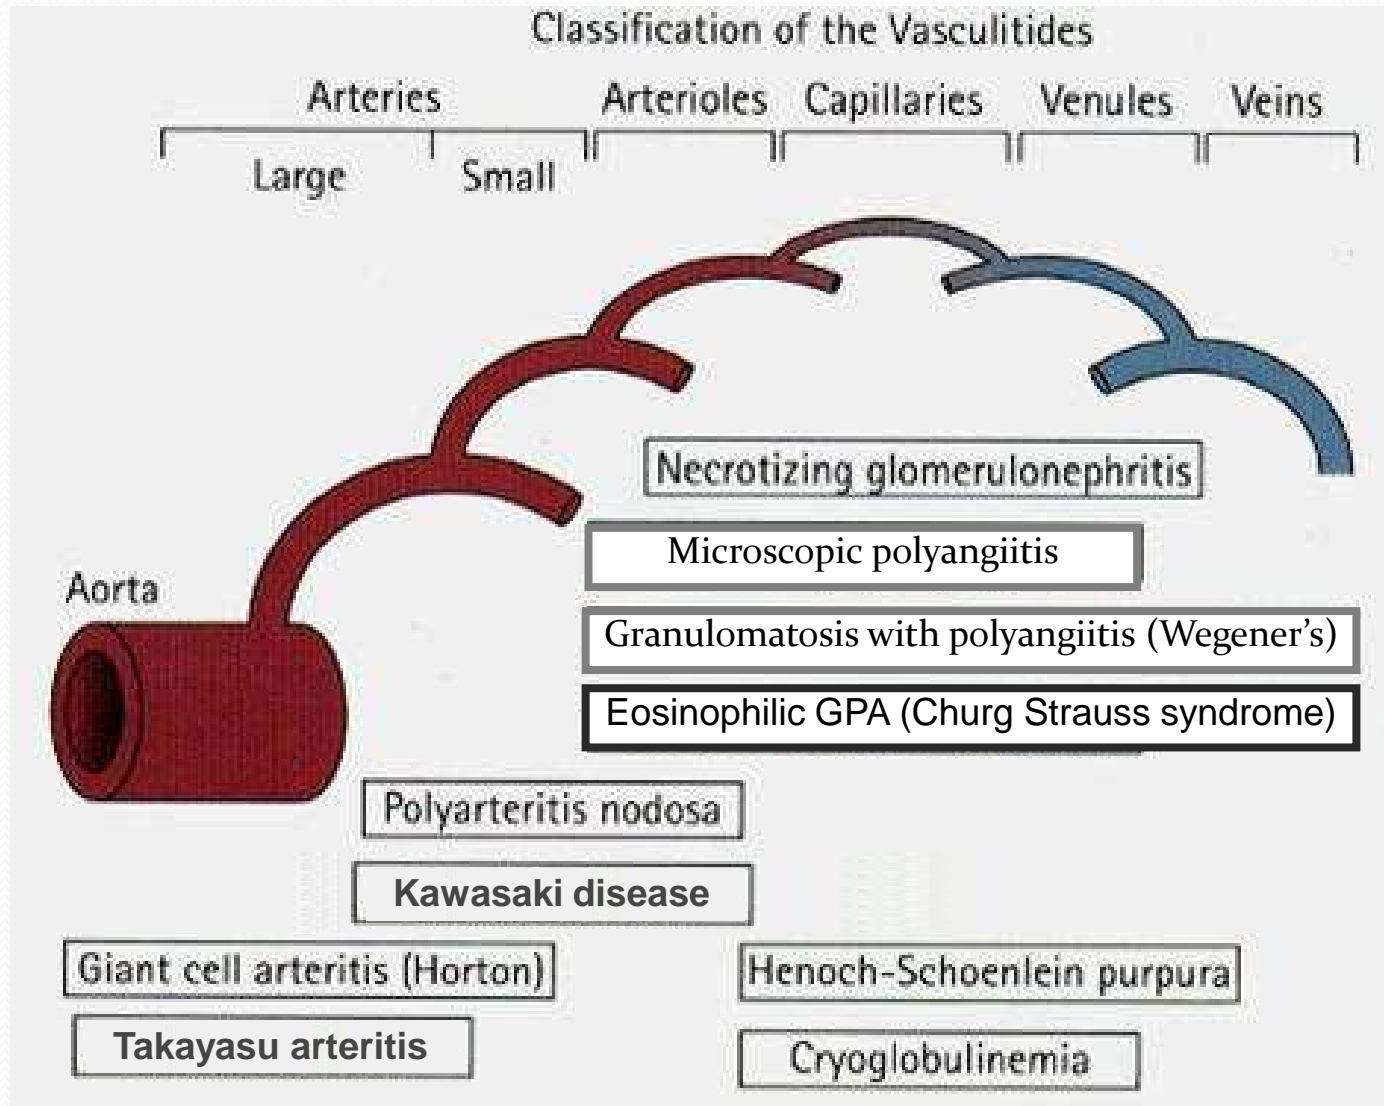 Classification of the Vasculitides
Arteries
Arterioles
Capillaries
Venules
Veins
Large
Small
Necrotizing glomerulonephritis
Microscopic polyangiitis
Aorta
Granulomatosis with polyangiitis (Wegener's)
Eosinophilic GPA (Churg Strauss syndrome)
Polyarteritis nodosa
Kawasaki disease
Giant cell arteritis (Horton)
Henoch-Schoenlein purpura
Takayasu arteritis
Cryoglobulinemia